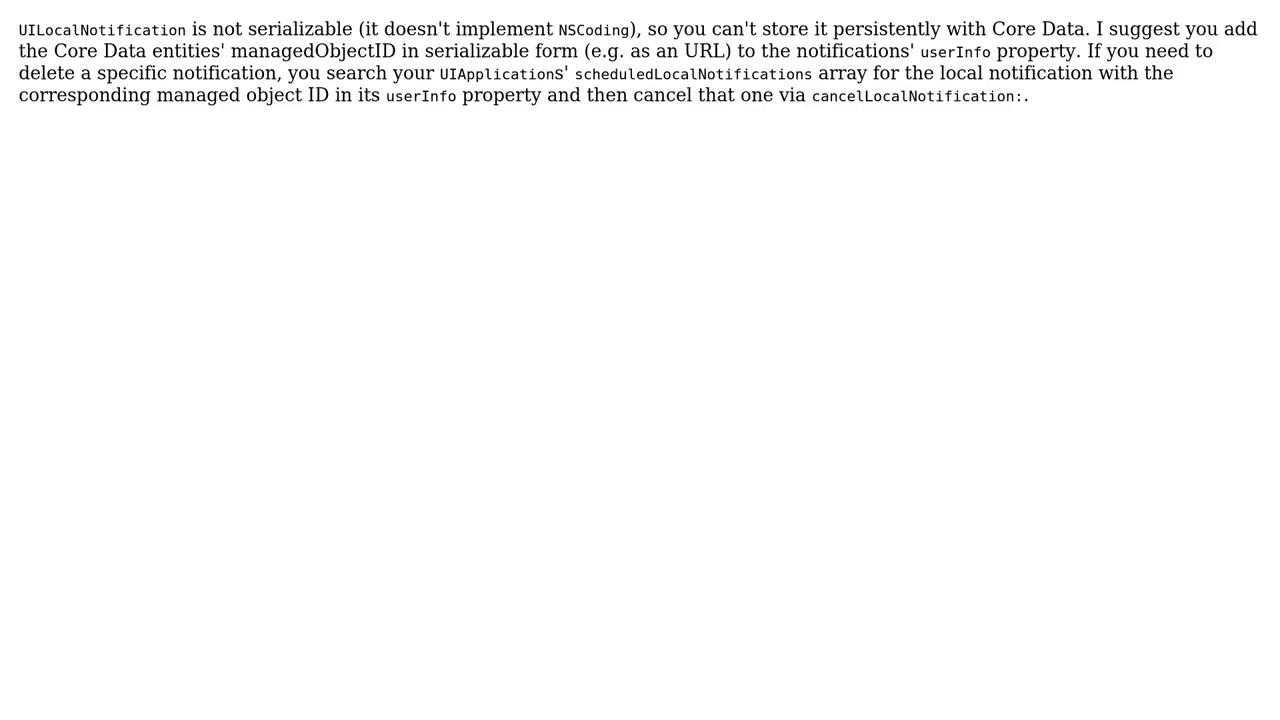 UILocalNotification is not serializable (it doesn't implement NSCoding), so you can't store it persistently with Core Data. I suggest you add
the Core Data entities' managedObjectID in serializable form (e.g. as an URL) to the notifications' userInfo property. If you need to
delete a specific notification, you search your UIApplications' scheduledLocalNotifications array for the local notification with the
corresponding managed object ID in its userInfo property and then cancel that one via cancelLocalNotification:.